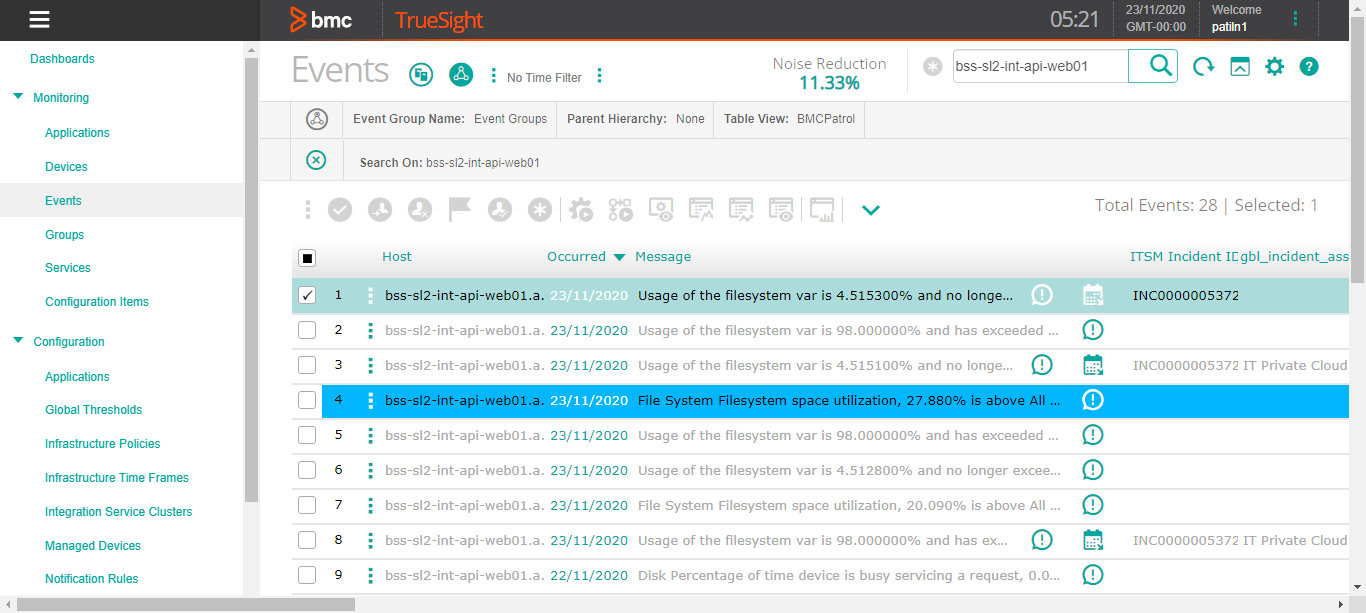 bmc TrueSight 05:21 23/11/2020 GMT-00:00 Welcome patiln1
Dashboards
Monitoring
Applications
Devices
Events
Groups
Services
Configuration Items
Configuration
Applications
Global Thresholds
Infrastructure Policies
Infrastructure Time Frames
Integration Service Clusters
Managed Devices
Notification Rules
Events No Time Filter Noise Reduction 11.33% bss-sl2-int-api-web01
Event Group Name: Event Groups Parent Hierarchy: None Table View: BMCPatrol
Search On: bss-sl2-int-api-web01
Total Events: 28 | Selected: 1
Host Occurred Message ITSM Incident ID gbl_incident_ass
1 bss-sl2-int-api-web01.a. 23/11/2020 Usage of the filesystem var is 4.515300% and no longe... INC0000005372
2 bss-sl2-int-api-web01.a. 23/11/2020 Usage of the filesystem var is 98.000000% and has exceeded ...
3 bss-sl2-int-api-web01.a. 23/11/2020 Usage of the filesystem var is 4.515100% and no longe... INC0000005372 IT Private Cloud
4 bss-sl2-int-api-web01.a. 23/11/2020 File System Filesystem space utilization, 27.880% is above All ...
5 bss-sl2-int-api-web01.a. 23/11/2020 Usage of the filesystem var is 98.000000% and has exceeded ...
6 bss-sl2-int-api-web01.a. 23/11/2020 Usage of the filesystem var is 4.512800% and no longer excee...
7 bss-sl2-int-api-web01.a. 23/11/2020 File System Filesystem space utilization, 20.090% is above All ...
8 bss-sl2-int-api-web01.a. 23/11/2020 Usage of the filesystem var is 98.000000% and has ex... INC0000005372 IT Private Cloud
9 bss-sl2-int-api-web01.a. 22/11/2020 Disk Percentage of time device is busy servicing a request, 0.0...